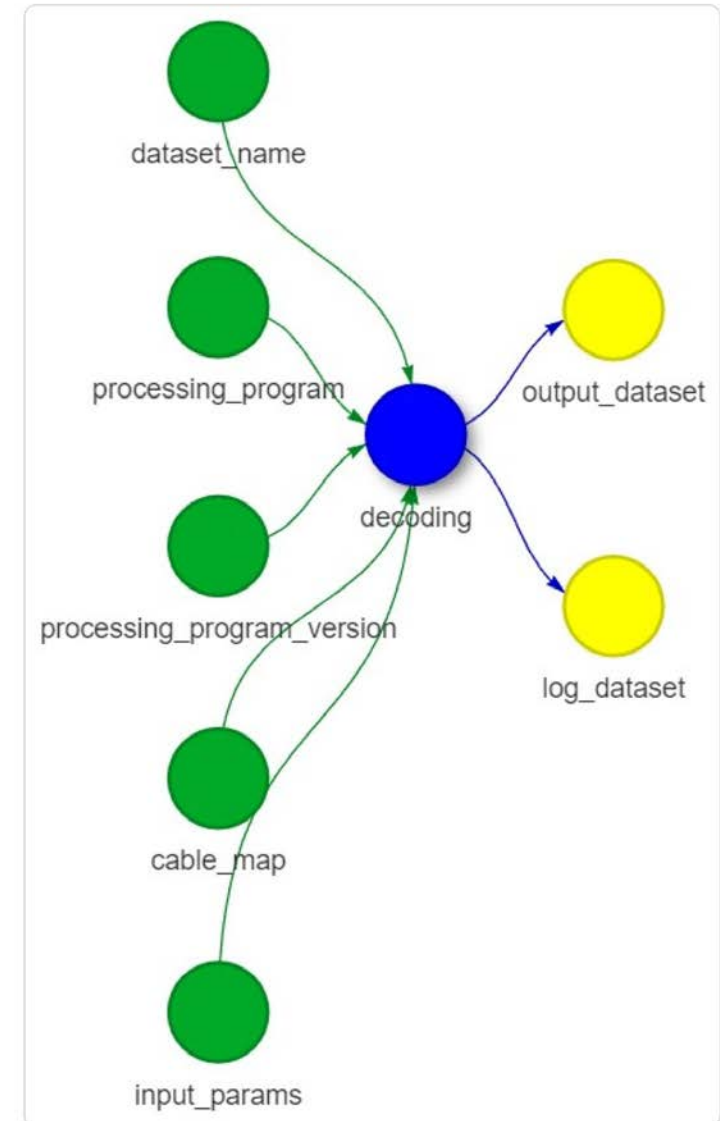 dataset_name
processing_program
output_dataset
decoding
processing_program_version
log_dataset
cable_map
input_params